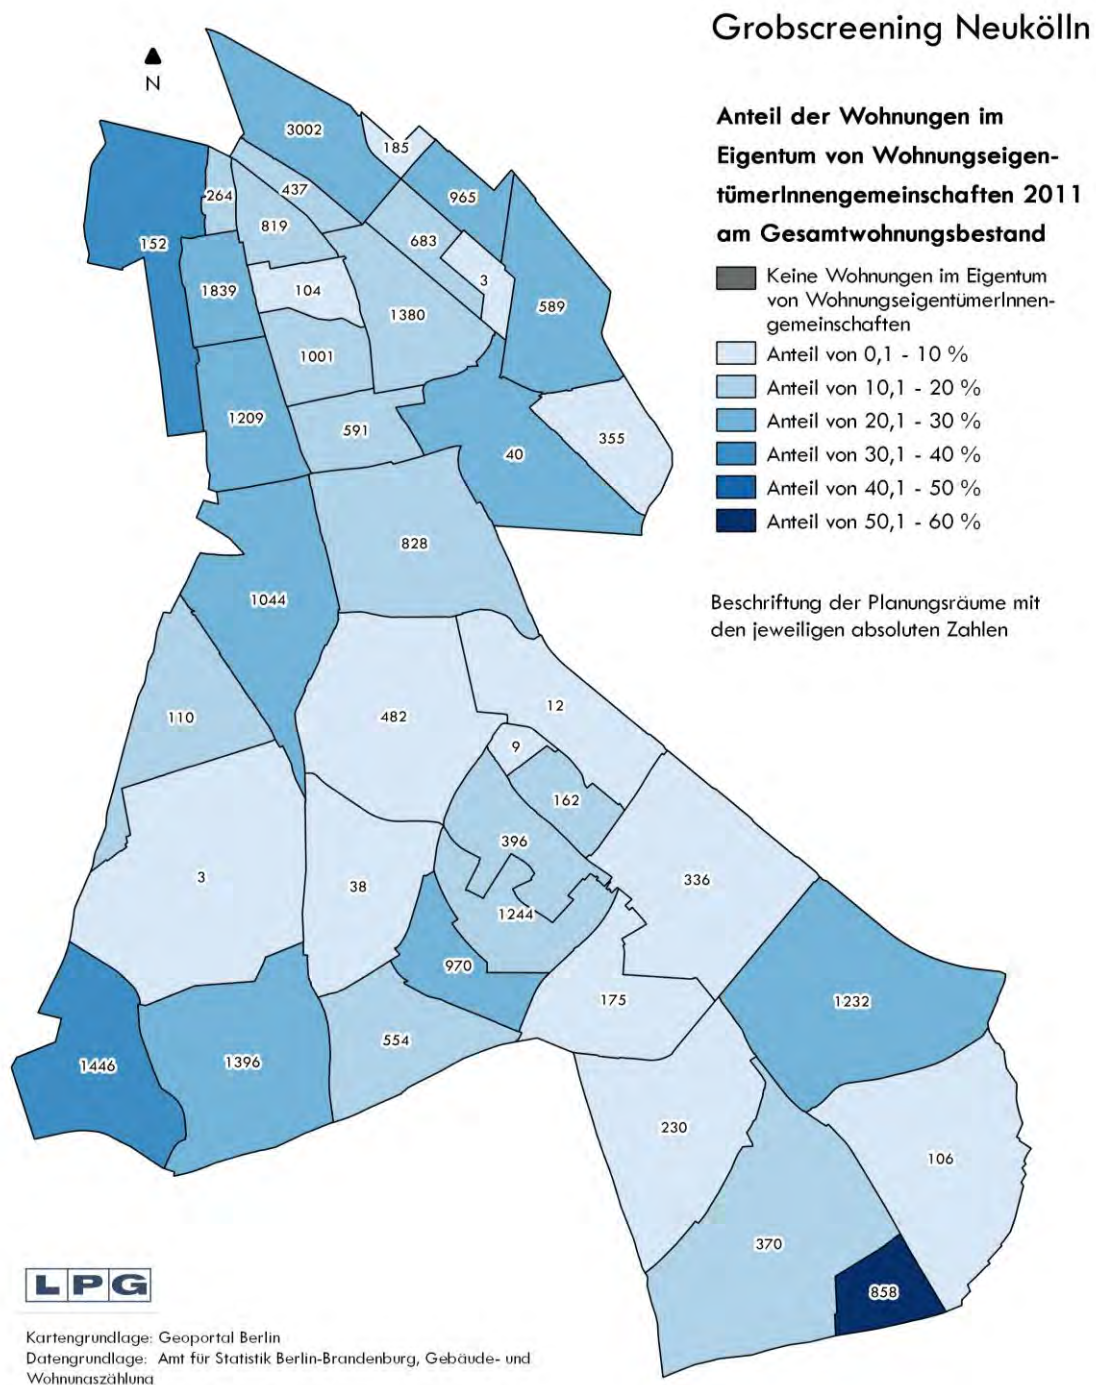 Grobscreening Neukölln
N
Anteil der Wohnungen im
Eigentum von Wohnungseigen-
tümerInnengemeinschaften 2011
am Gesamtwohnungsbestand
Keine Wohnungen im Eigentum
von WohnungseigentümerInnen-
gemeinschaften
Anteil von 0,1 - 10 %
Anteil von 10,1 - 20 %
Anteil von 20,1 - 30 %
Anteil von 30,1 - 40 %
Anteil von 40,1 - 50 %
Anteil von 50,1 - 60 %
Beschriftung der Planungsräume mit
den jeweiligen absoluten Zahlen
3002
185
437
264
965
819
683
152
3
1839
104
589
1380
1001
1209
591
355
40
828
1044
12
110
482
9
162
396
3
38
336
1244
970
175
1232
554
1446
1396
230
106
370
858
LPG
Kartengrundlage: Geoportal Berlin
Datengrundlage: Amt für Statistik Berlin-Brandenburg, Gebäude- und
Wohnungszählung